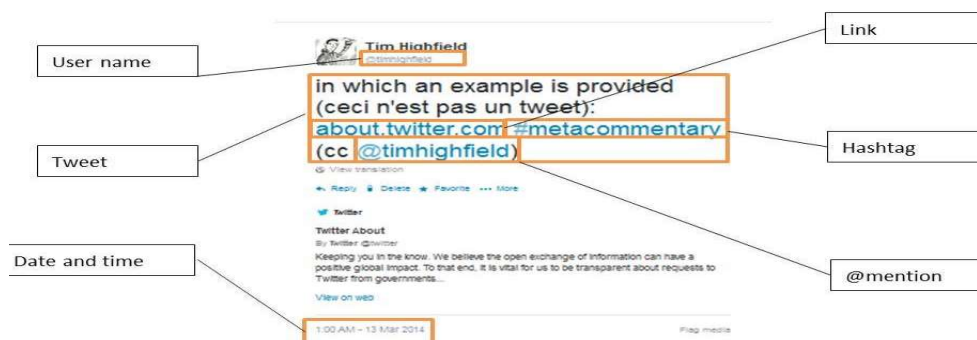 Link
Tim Highfield
@timhighfield
User name
in which an example is provided
(ceci n'est pas un tweet):
about.twitter.com #metacommentary
(cc @timhighfield)
Tweet
Hashtag
View translation
Reply Delete Favorite More
Twitter
Twitter About
By Twitter @twitter
Keeping you in the know. We believe the open exchange of information can have a
positive global impact. To that end, it is vital for us to be transparent about requests to
Twitter from governments...
Date and time
@mention
View on web
1:00 AM - 13 Mar 2014
Flag media